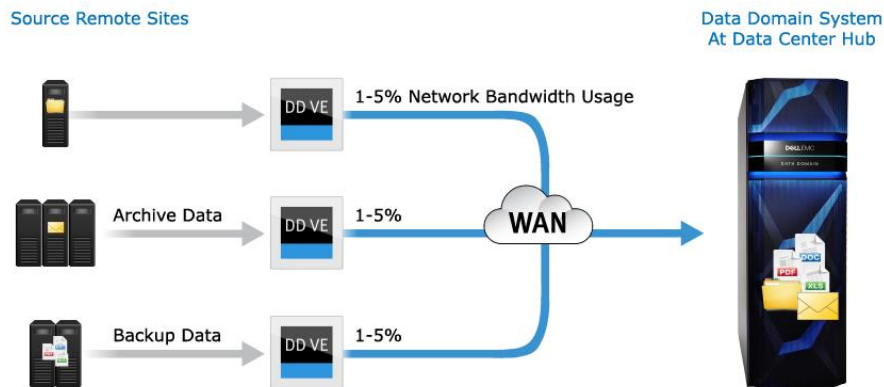 Source Remote Sites
Data Domain System
At Data Center Hub
DD VE
1-5% Network Bandwidth Usage
DELLEMC
DATA DOMAIN
Archive Data
DD VE
1-5%
WAN
DOC
PDF
XLS
Backup Data
DD VE
1-5%